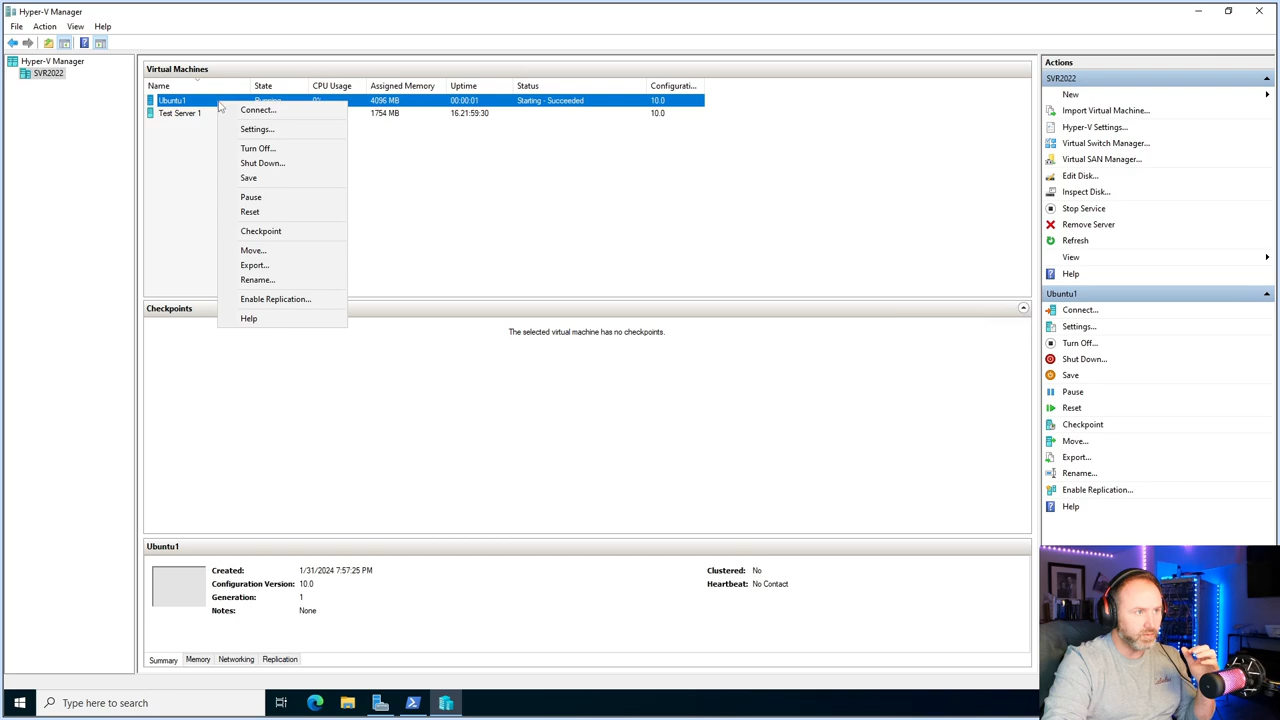 Hyper-V Manager
File Action View Help
Hyper-V Manager
SVR2022
Virtual Machines
Name State CPU Usage Assigned Memory Uptime Status Configurati...
Ubuntu1 Running 0% 4096 MB 00:00:01 Starting - Succeeded 10.0
Test Server 1 1754 MB 16.21:59:30 10.0
Connect...
Settings...
Turn Off...
Shut Down...
Save
Pause
Reset
Checkpoint
Move...
Export...
Rename...
Enable Replication...
Help
Checkpoints
The selected virtual machine has no checkpoints.
Ubuntu1
Created: 1/31/2024 7:57:25 PM Clustered: No
Configuration Version: 10.0 Heartbeat: No Contact
Generation: 1
Notes: None
Summary Memory Networking Replication
Actions
SVR2022
New
Import Virtual Machine...
Hyper-V Settings...
Virtual Switch Manager...
Virtual SAN Manager...
Edit Disk...
Inspect Disk...
Stop Service
Remove Server
Refresh
View
Help
Ubuntu1
Connect...
Settings...
Turn Off...
Shut Down...
Save
Pause
Reset
Checkpoint
Move...
Export...
Rename...
Enable Replication...
Help
Type here to search